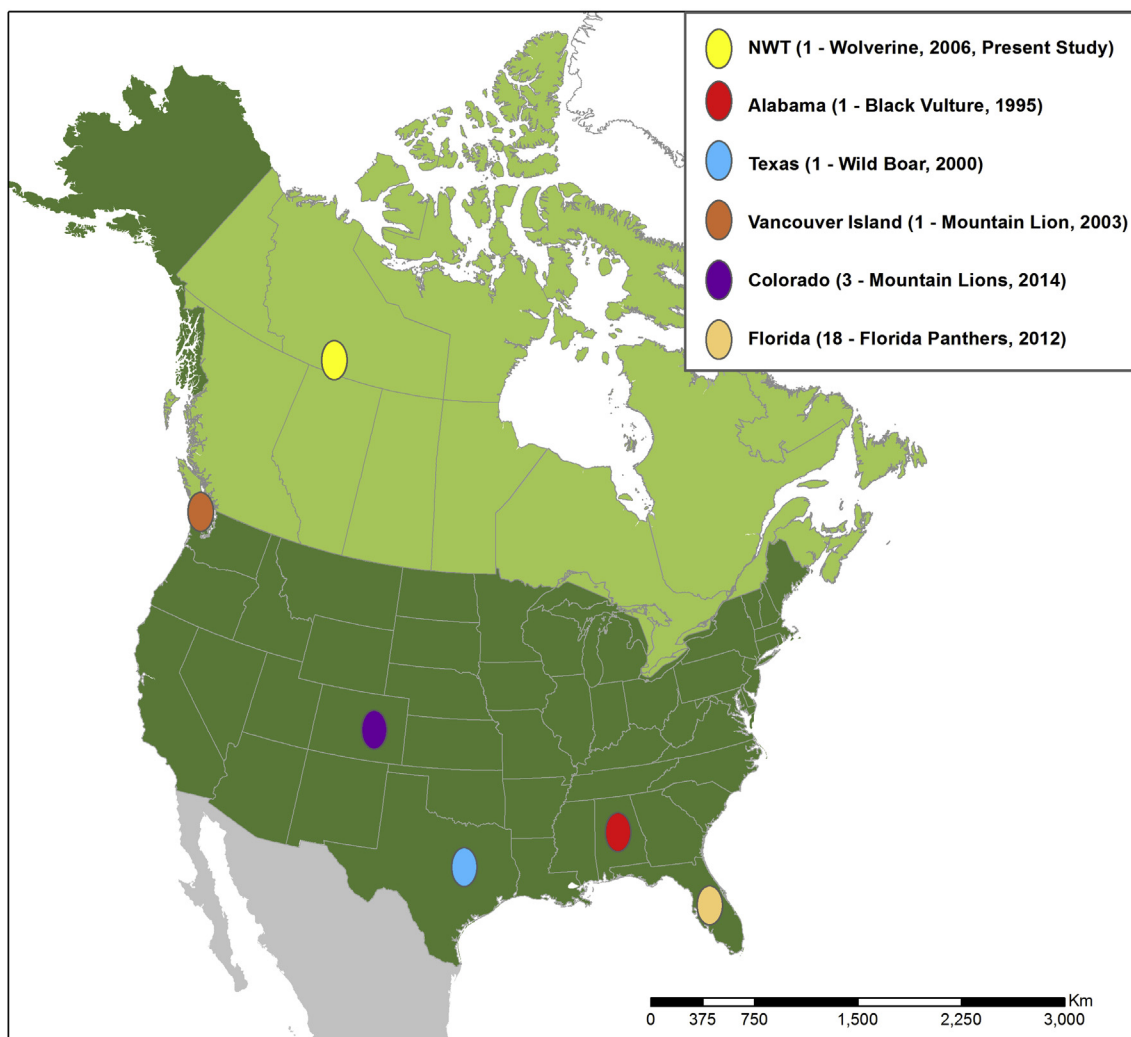 NWT (1 - Wolverine, 2006, Present Study)
Alabama (1 - Black Vulture, 1995)
Texas (1 - Wild Boar, 2000)
Vancouver Island (1 - Mountain Lion, 2003)
Colorado (3 - Mountain Lions, 2014)
Florida (18 - Florida Panthers, 2012)
Km
0 375 750 1,500 2,250 3,000